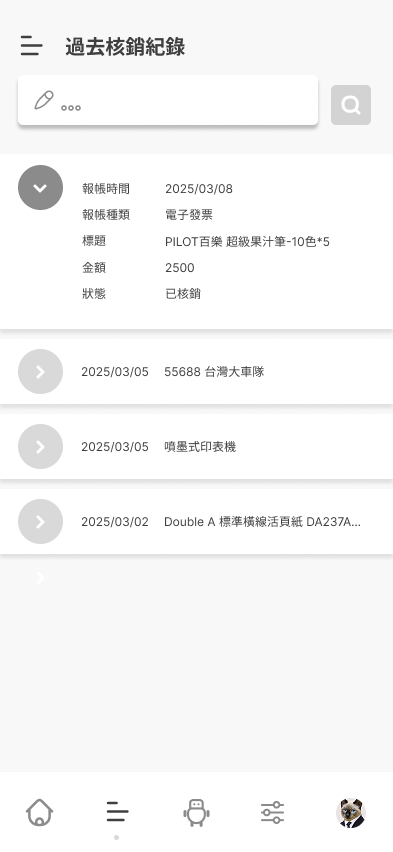 過去核銷紀錄
報帳時間 2025/03/08
報帳種類 電子發票
標題 PILOT百樂 超級果汁筆-10色*5
金額 2500
狀態 已核銷
2025/03/05 55688 台灣大車隊
2025/03/05 噴墨式印表機
2025/03/02 Double A 標準橫線活頁紙 DA237A...